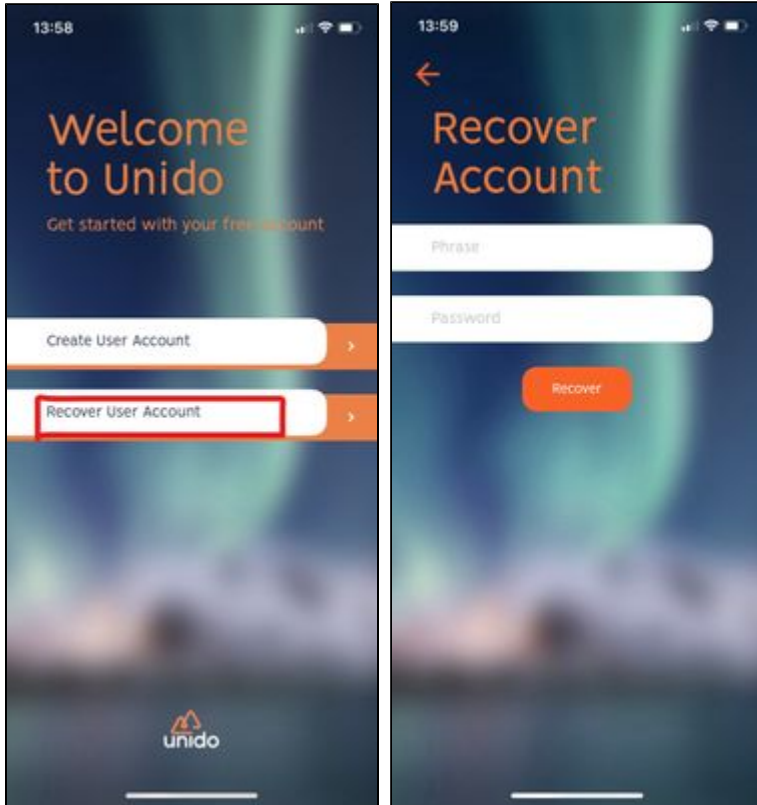 13:58
Welcome
to Unido
Get started with your free account
Create User Account
Recover User Account
unido
13:59
Recover
Account
Phrase
Password
Recover